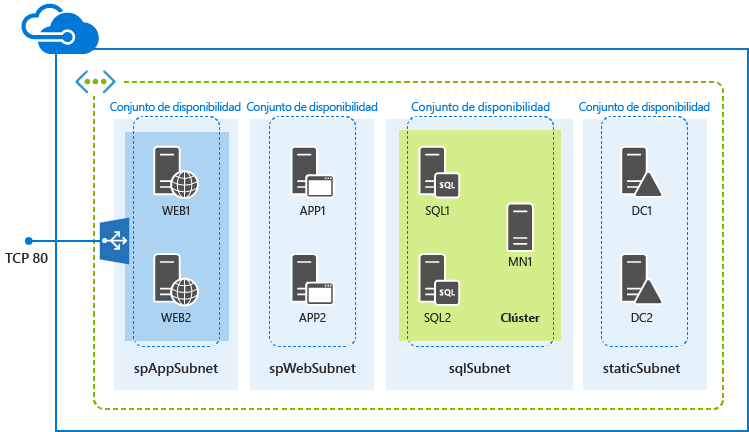 Conjunto de disponibilidad
Conjunto de disponibilidad
Conjunto de disponibilidad
Conjunto de disponibilidad
WEB1
APP1
SQL
SQL1
DC1
TCP 80
MN1
WEB2
APP2
SQL
SQL2
Clúster
DC2
spAppSubnet
spWebSubnet
sqlSubnet
staticSubnet